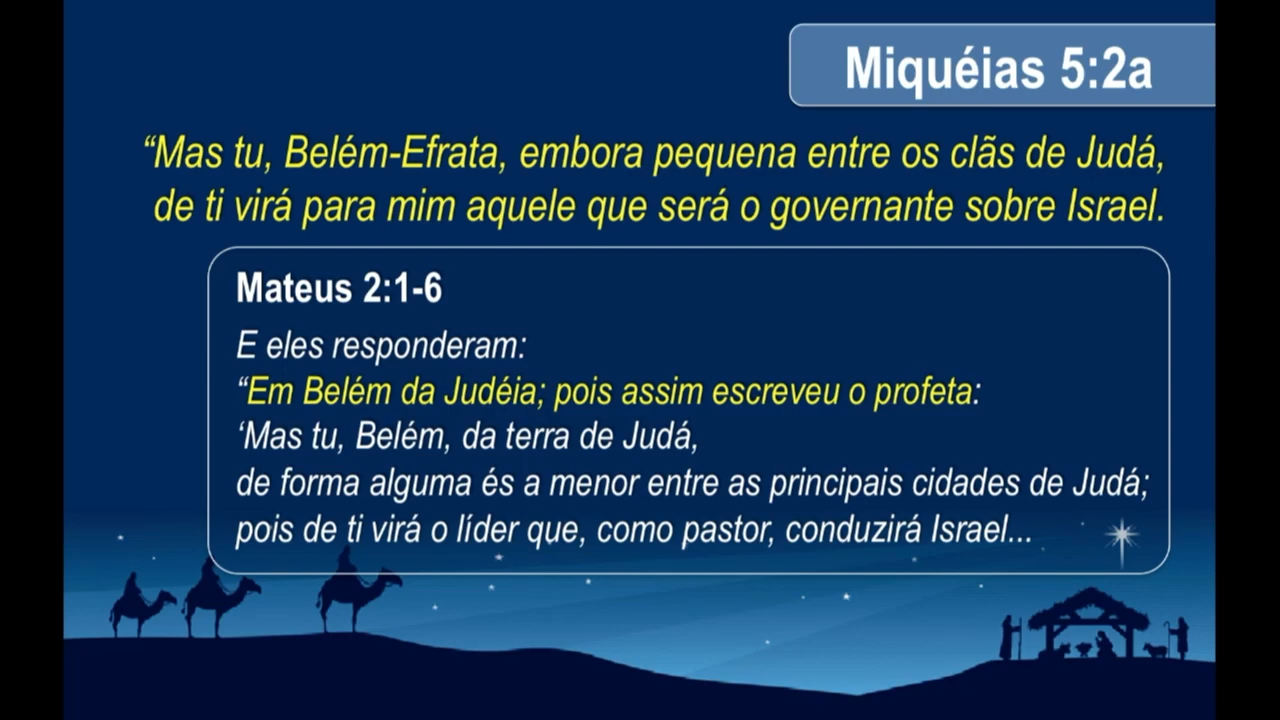 Miquéias 5:2a
“Mas tu, Belém-Efrata, embora pequena entre os clãs de Judá,
de ti virá para mim aquele que será o governante sobre Israel.
Mateus 2:1-6
E eles responderam:
“Em Belém da Judéia; pois assim escreveu o profeta:
‘Mas tu, Belém, da terra de Judá,
de forma alguma és a menor entre as principais cidades de Judá;
pois de ti virá o líder que, como pastor, conduzirá Israel...